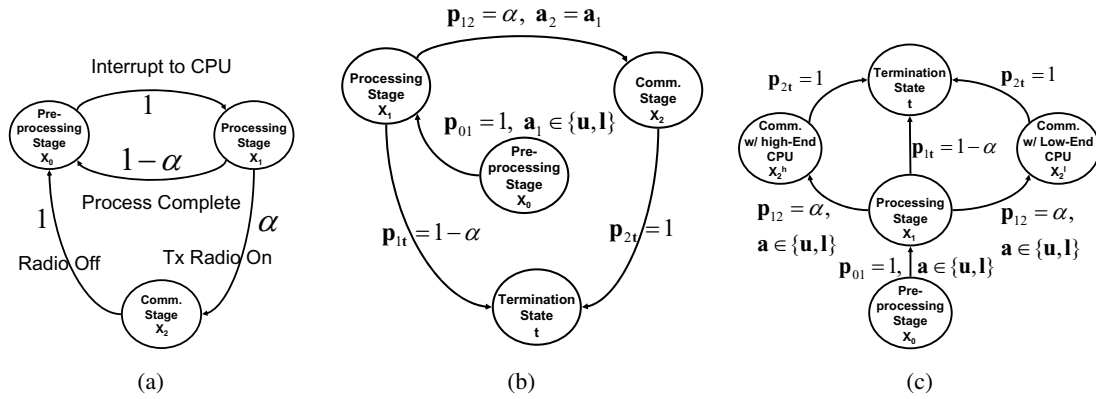 Interrupt to CPU
1
Pre-
processing
Stage
X₀
Processing
Stage
X₁
1−α
Process Complete
1
α
Radio Off
Tx Radio On
Comm.
Stage
X₂
(a)
p₁₂ = α, a₂ = a₁
Processing
Stage
X₁
Comm.
Stage
X₂
p₀₁ = 1, a₁ ∈ {u, l}
Pre-
processing
Stage
X₀
p₁ₜ = 1−α
p₂ₜ = 1
Termination
State
t
(b)
p₂ₜ = 1
Termination
State
t
p₂ₜ = 1
Comm.
w/ high-End
CPU
X₂ʰ
p₁ₜ = 1−α
Comm.
w/ Low-End
CPU
X₂ˡ
Processing
Stage
X₁
p₁₂ = α,
a ∈ {u, l}
p₁₂ = α,
a ∈ {u, l}
p₀₁ = 1, a ∈ {u, l}
Pre-
processing
Stage
X₀
(c)